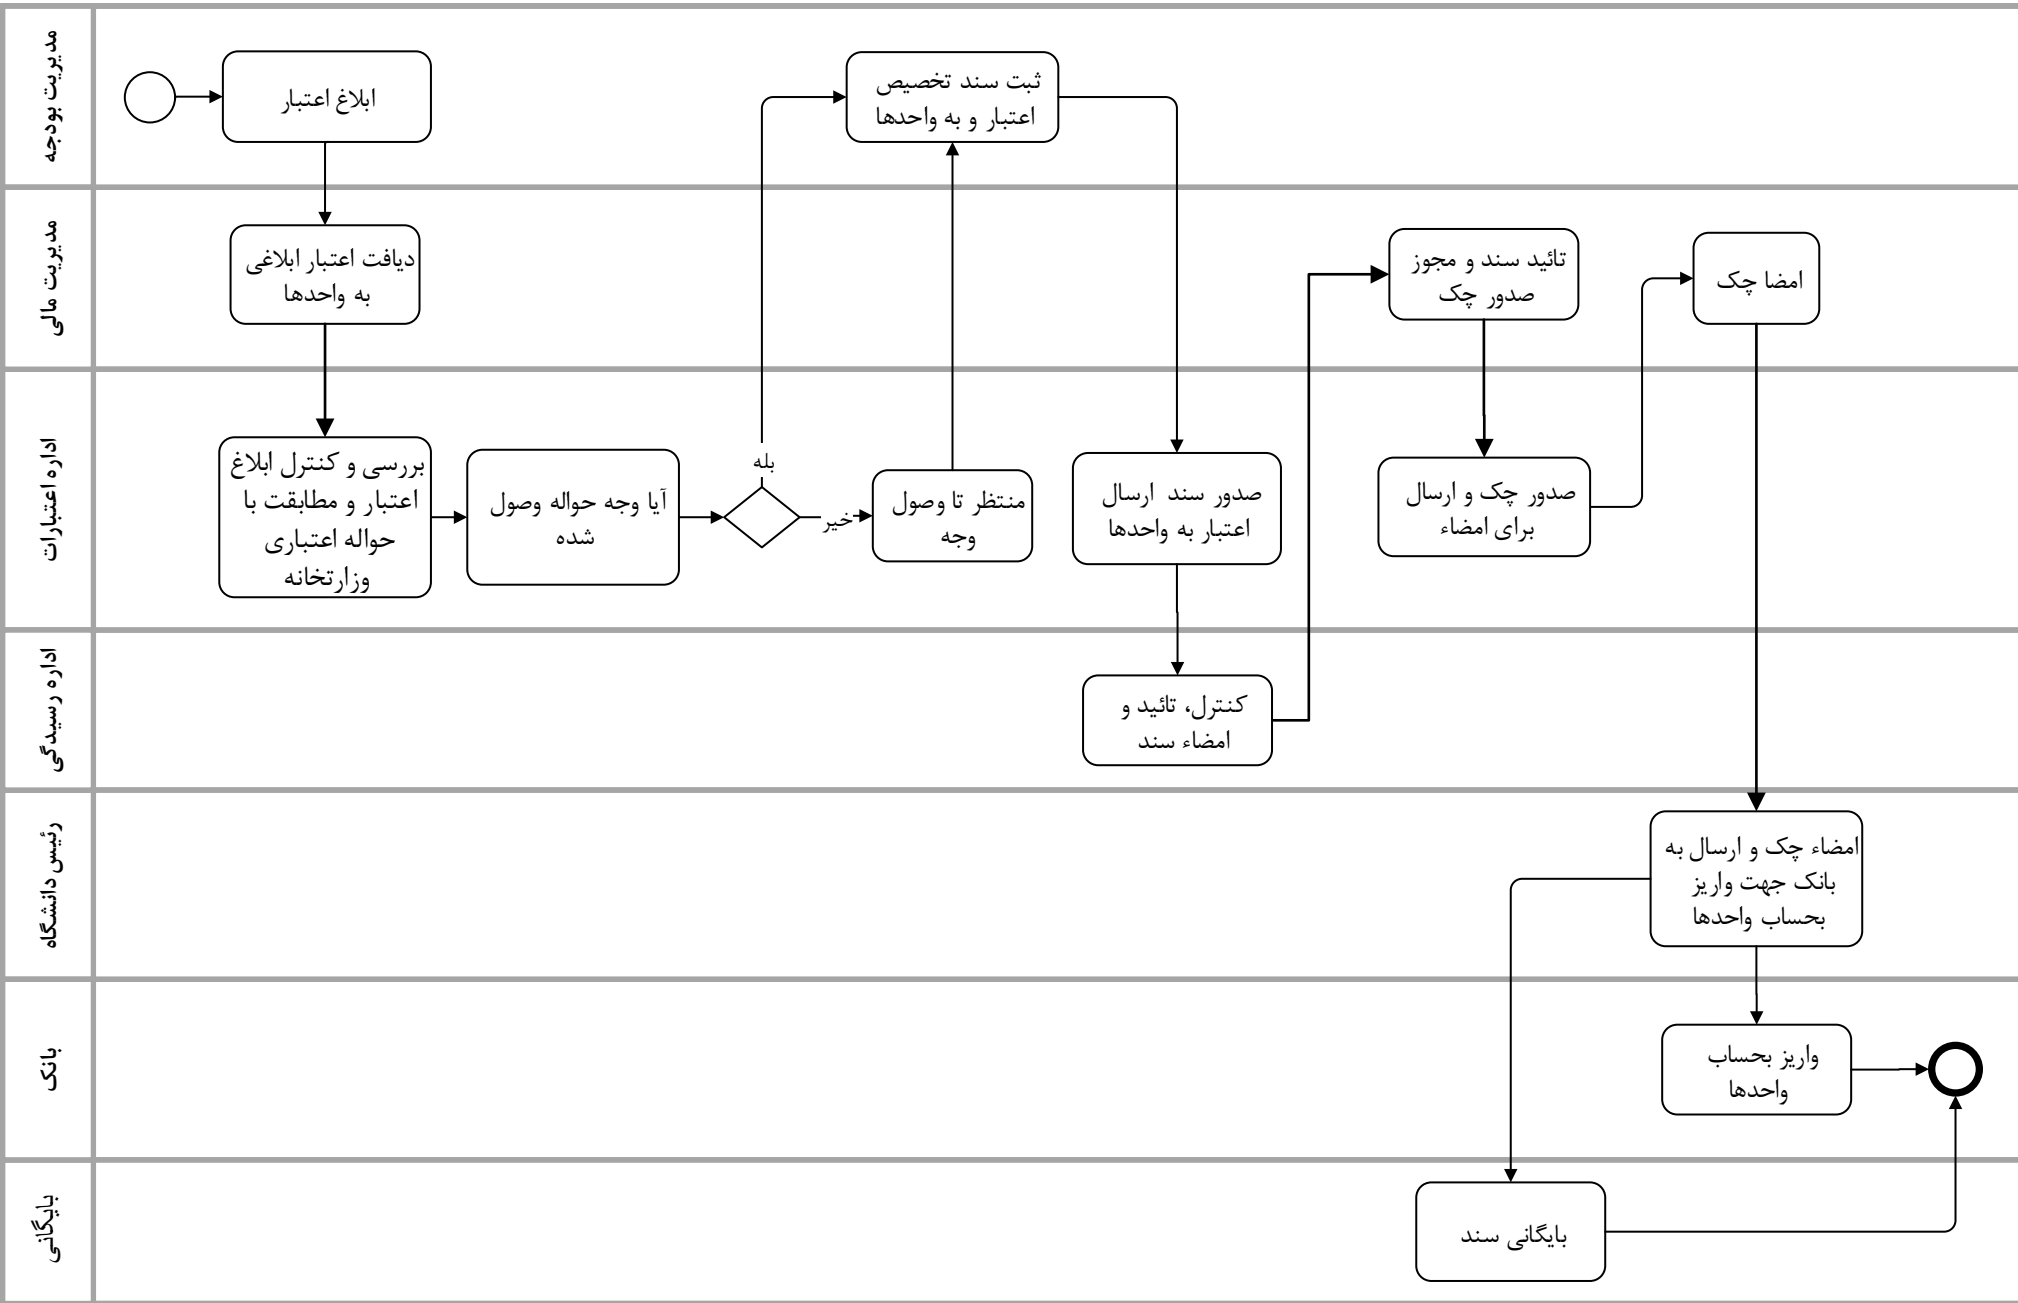 مدیریت بودجه
ابلاغ اعتبار
ثبت سند تخصیص
اعتبار و به واحدها
مدیریت مالی
دیافت اعتبار ابلاغی
به واحدها
تائید سند و مجوز
صدور چک
امضا چک
اداره اعتبارات
بررسی و کنترل ابلاغ
اعتبار و مطابقت با
حواله اعتباری
وزارتخانه
آیا وجه حواله وصول
شده
بله
خیر
منتظر تا وصول
وجه
صدور سند ارسال
اعتبار به واحدها
صدور چک و ارسال
برای امضاء
اداره رسیدگی
کنترل، تائید و
امضاء سند
رئیس دانشگاه
امضاء چک و ارسال به
بانک جهت واریز
بحساب واحدها
بانک
واریز بحساب
واحدها
بایگانی
بایگانی سند